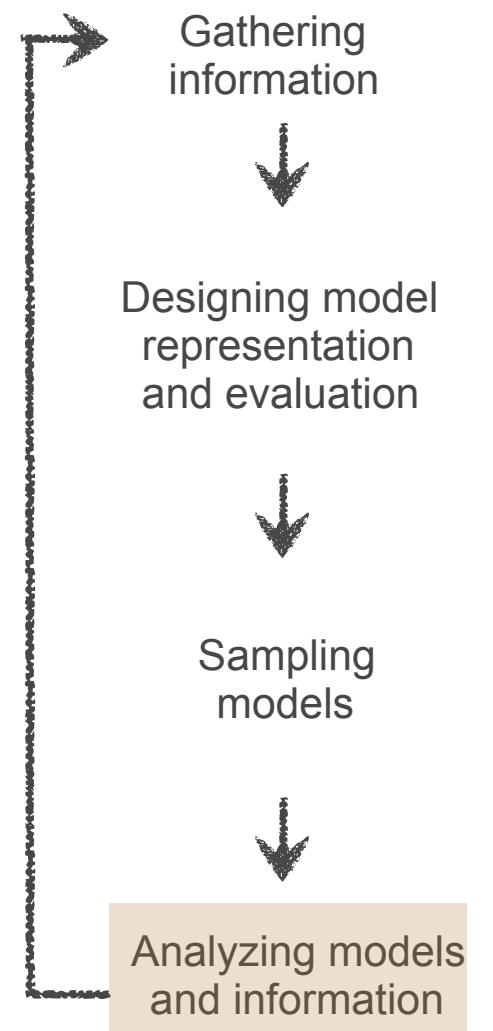 Gathering
information
Designing model
representation
and evaluation
Sampling
models
Analyzing models
and information